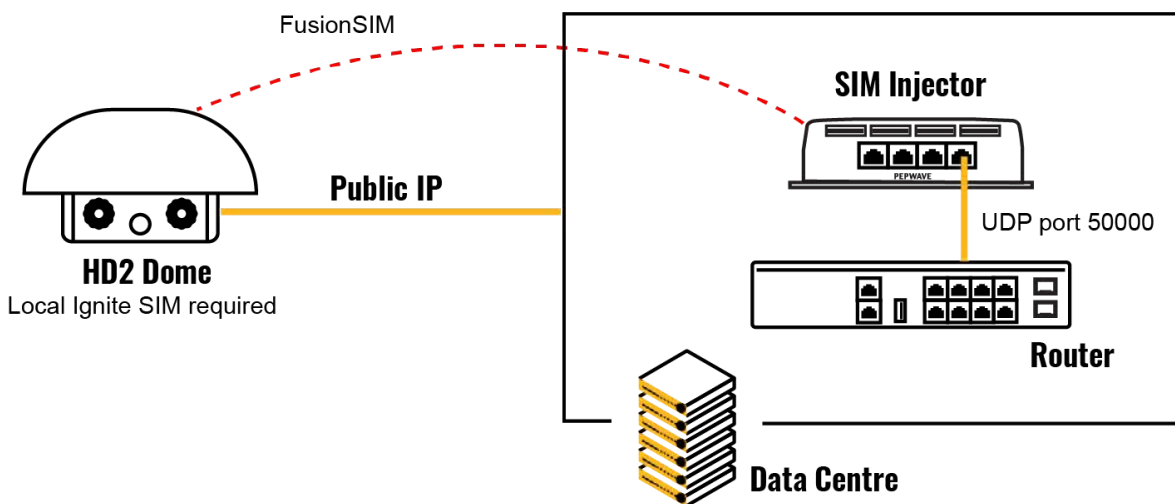 FusionSIM
SIM Injector
PEPWAVE
Public IP
UDP port 50000
HD2 Dome
Local Ignite SIM required
Router
Data Centre